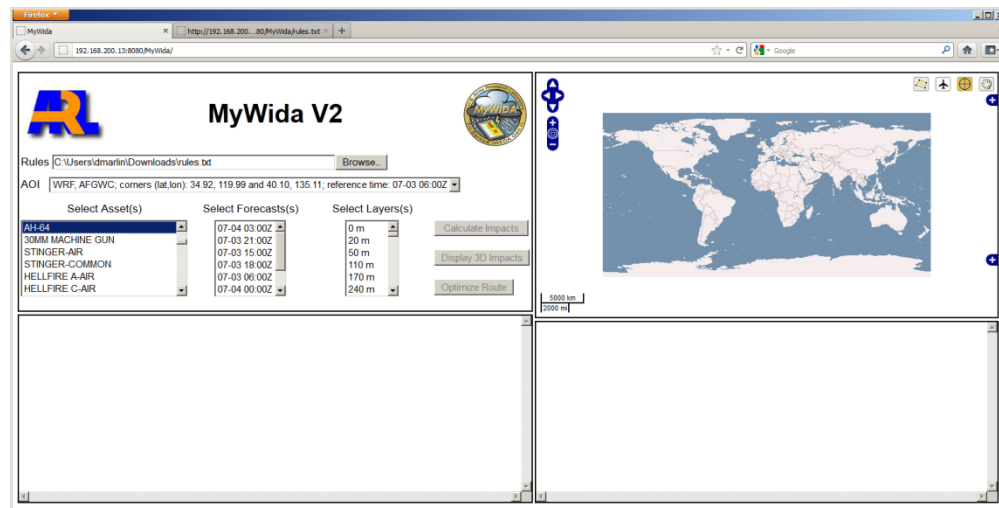 Firefox
MyWida
http://192.168.200....80/MyWida/rules.txt
192.168.200.13:8080/MyWida/
Google
ARL
MyWida V2
MyWIDA
Rules C:\Users\dmarlin\Downloads\rules.txt Browse..
AOI WRF, AFGWC; corners (lat,lon): 34.92, 119.99 and 40.10, 135.11; reference time: 07-03 06:00Z
Select Asset(s) Select Forecasts(s) Select Layers(s)
AH-64 07-04 03:00Z 0 m Calculate Impacts
30MM MACHINE GUN 07-03 21:00Z 20 m
STINGER-AIR 07-03 15:00Z 50 m
STINGER-COMMON 07-03 18:00Z 110 m Display 3D Impacts
HELLFIRE A-AIR 07-03 06:00Z 170 m
HELLFIRE C-AIR 07-04 00:00Z 240 m Optimize Route
5000 km
2000 mi